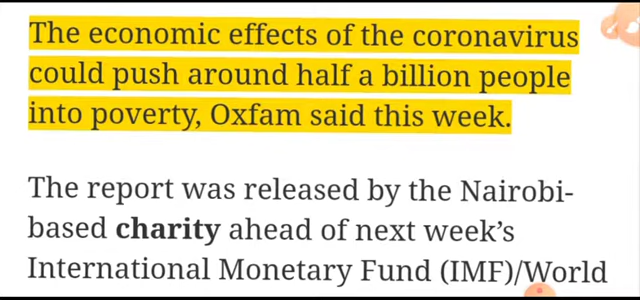 The economic effects of the coronavirus
could push around half a billion people
into poverty, Oxfam said this week.
The report was released by the Nairobi-
based charity ahead of next week's
International Monetary Fund (IMF)/World